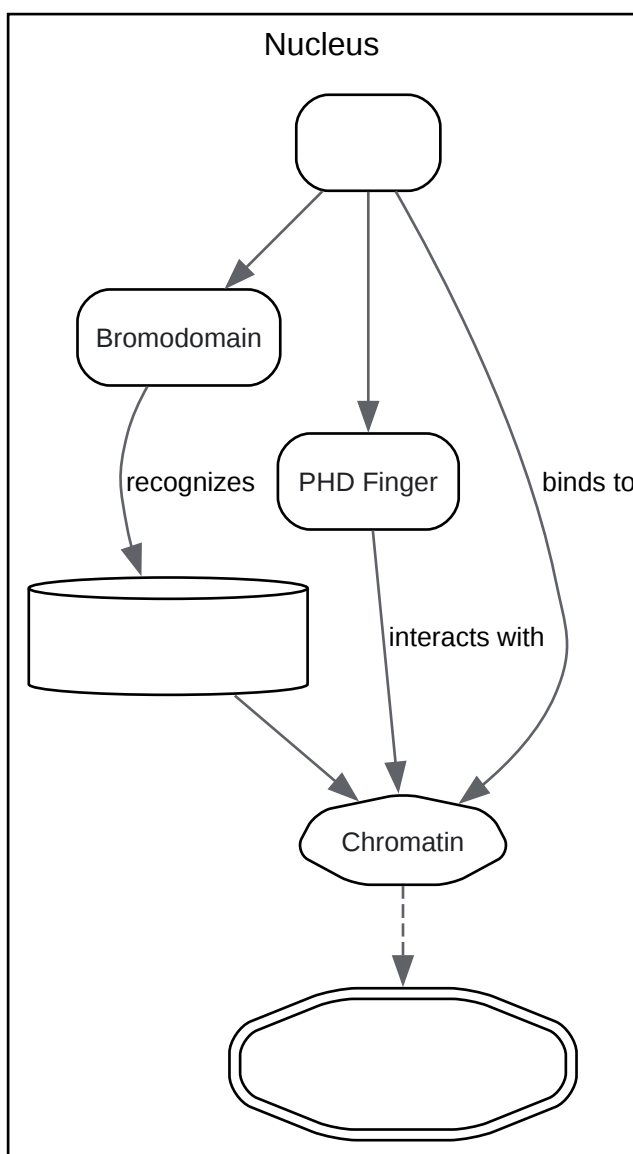 Nucleus
Bromodomain
recognizes
PHD Finger
binds to
interacts with
Chromatin